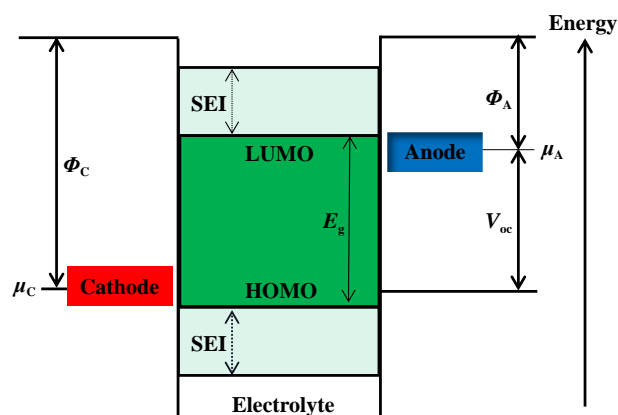 Energy
SEI
ΦA
LUMO
Anode
μA
ΦC
Eg
Voc
μC
Cathode
HOMO
SEI
Electrolyte